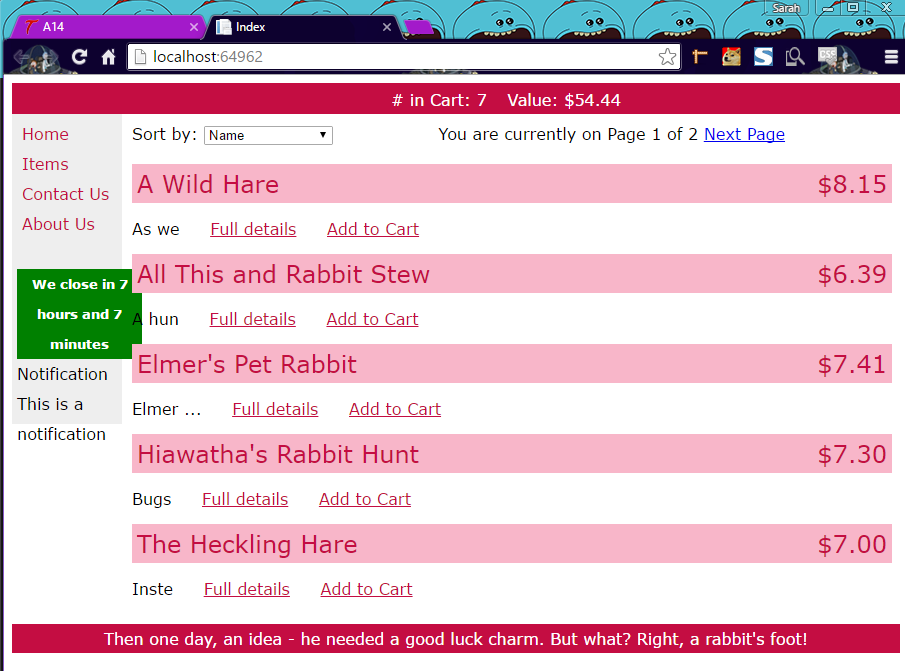 Sarah
A14
Index
localhost:64962
CSS
# in Cart: 7 Value: $54.44
Home
Items
Contact Us
About Us
We close in 7
hours and 7
minutes
Notification
This is a
notification
Sort by: Name You are currently on Page 1 of 2 Next Page
A Wild Hare $8.15
As we Full details Add to Cart
All This and Rabbit Stew $6.39
A hun Full details Add to Cart
Elmer's Pet Rabbit $7.41
Elmer ... Full details Add to Cart
Hiawatha's Rabbit Hunt $7.30
Bugs Full details Add to Cart
The Heckling Hare $7.00
Inste Full details Add to Cart
Then one day, an idea - he needed a good luck charm. But what? Right, a rabbit's foot!